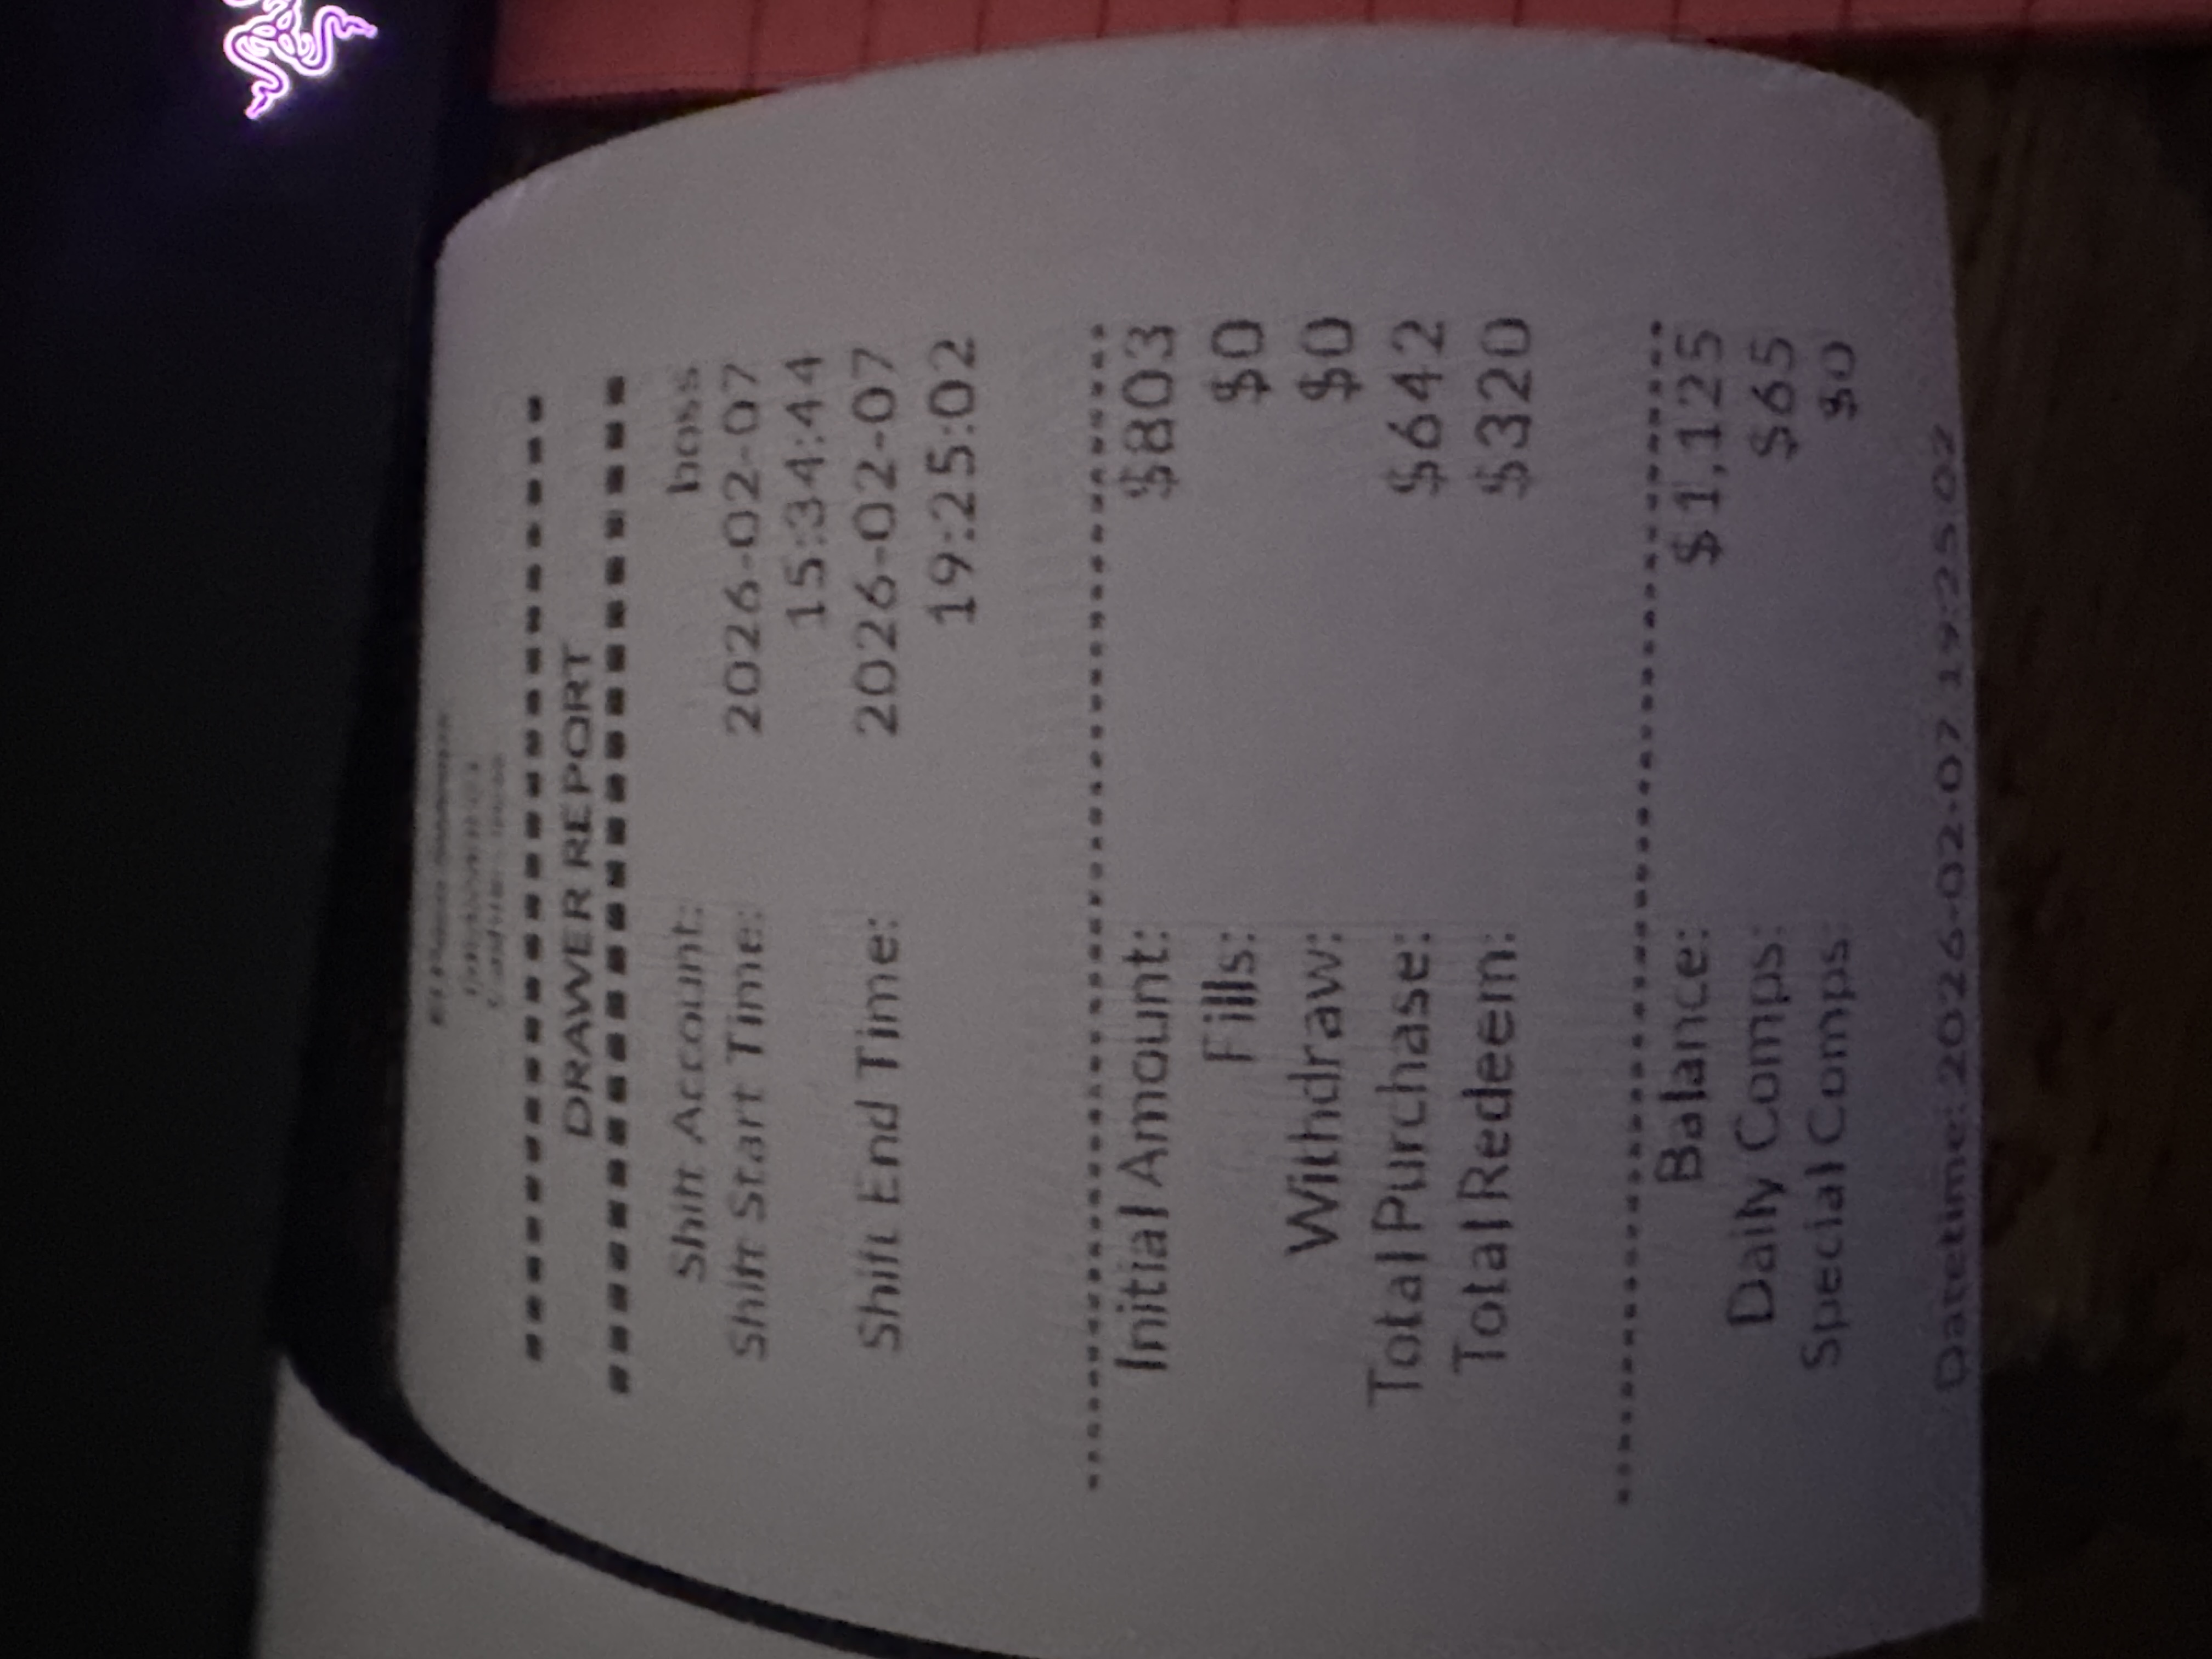 DRAWER REPORT
Shift Account: boss
Shift Start Time: 2026-02-07
15:34:44
Shift End Time: 2026-02-07
19:25:02
Initial Amount: $803
Fills: $0
Withdraw: $0
Total Purchase: $642
Total Redeem: $320
Balance: $1,125
Daily Comps: $65
Special Comps: $0
Datetime: 2026-02-07 19:25:02